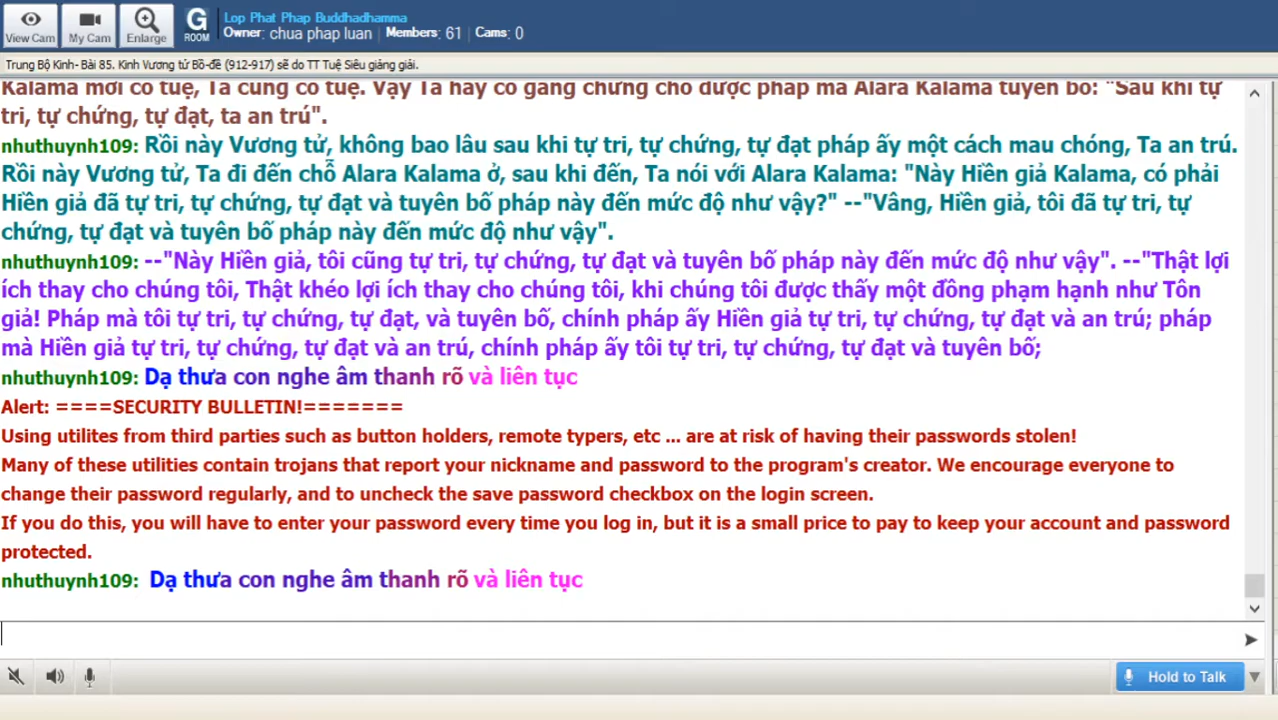 View Cam
My Cam
Enlarge
G
ROOM
Lop Phat Phap Buddhadhamma
Owner: chua phap luan | Members: 61 | Cams: 0
Trung Bộ Kinh- Bài 85. Kinh Vương tử Bồ-đề (912-917) sẽ do TT Tuệ Siêu giảng giải.
Kalama mới có tuệ, Ta cũng có tuệ. Vậy Ta hãy cố gắng chứng cho được pháp mà Alara Kalama tuyên bố: "Sau khi tự
tri, tự chứng, tự đạt, ta an trú".
nhuthuynh109: Rồi này Vương tử, không bao lâu sau khi tự tri, tự chứng, tự đạt pháp ấy một cách mau chóng, Ta an trú.
Rồi này Vương tử, Ta đi đến chỗ Alara Kalama ở, sau khi đến, Ta nói với Alara Kalama: "Này Hiền giả Kalama, có phải
Hiền giả đã tự tri, tự chứng, tự đạt và tuyên bố pháp này đến mức độ như vậy?" --"Vâng, Hiền giả, tôi đã tự tri, tự
chứng, tự đạt và tuyên bố pháp này đến mức độ như vậy".
nhuthuynh109: --"Này Hiền giả, tôi cũng tự tri, tự chứng, tự đạt và tuyên bố pháp này đến mức độ như vậy". --"Thật lợi
ích thay cho chúng tôi, Thật khéo lợi ích thay cho chúng tôi, khi chúng tôi được thấy một đồng phạm hạnh như Tôn
giả! Pháp mà tôi tự tri, tự chứng, tự đạt, và tuyên bố, chính pháp ấy Hiền giả tự tri, tự chứng, tự đạt và an trú; pháp
mà Hiền giả tự tri, tự chứng, tự đạt và an trú, chính pháp ấy tôi tự tri, tự chứng, tự đạt và tuyên bố;
nhuthuynh109: Dạ thưa con nghe âm thanh rõ và liên tục
Alert: ====SECURITY BULLETIN!=======
Using utilites from third parties such as button holders, remote typers, etc ... are at risk of having their passwords stolen!
Many of these utilities contain trojans that report your nickname and password to the program's creator. We encourage everyone to
change their password regularly, and to uncheck the save password checkbox on the login screen.
If you do this, you will have to enter your password every time you log in, but it is a small price to pay to keep your account and password
protected.
nhuthuynh109: Dạ thưa con nghe âm thanh rõ và liên tục
Hold to Talk